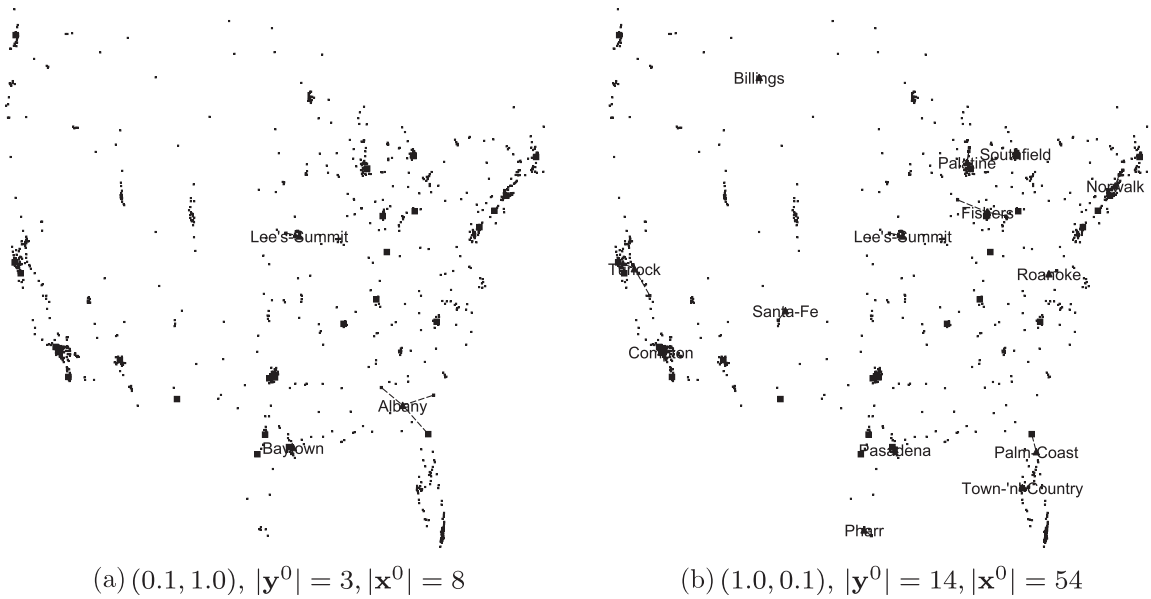 Lee's-Summit
Albany
Baytown
Billings
Southfield
Palatine
Norwalk
Fishers
Lee's-Summit
Turlock
Roanoke
Santa-Fe
Compton
Pasadena
Palm-Coast
Town-'n'-Country
Pharr
(a) (0.1, 1.0), |y⁰| = 3, |x⁰| = 8
(b) (1.0, 0.1), |y⁰| = 14, |x⁰| = 54